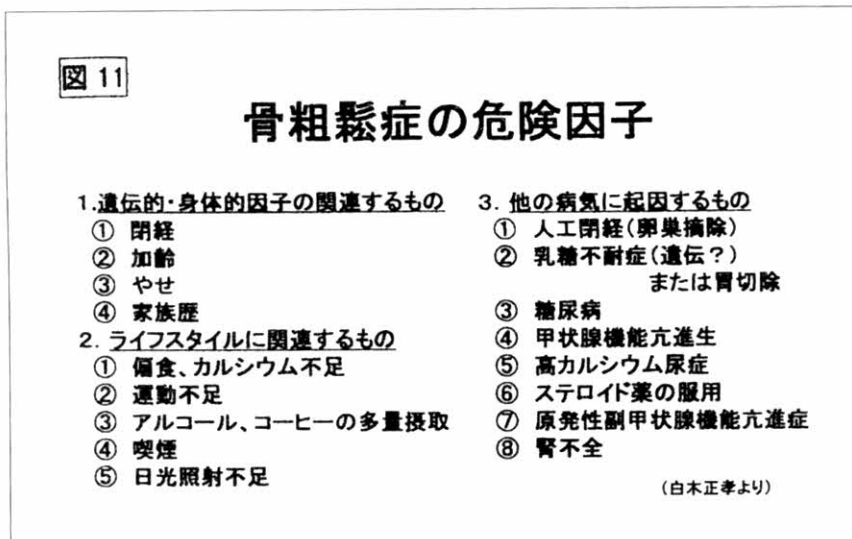 図 11
骨粗鬆症の危険因子
1.遺伝的・身体的因子の関連するもの
① 閉経
② 加齢
③ やせ
④ 家族歴
2. ライフスタイルに関連するもの
① 偏食、カルシウム不足
② 運動不足
③ アルコール、コーヒーの多量摂取
④ 喫煙
⑤ 日光照射不足
3. 他の病気に起因するもの
① 人工閉経(卵巣摘除)
② 乳糖不耐症(遺伝?)
または胃切除
③ 糖尿病
④ 甲状腺機能亢進生
⑤ 高カルシウム尿症
⑥ ステロイド薬の服用
⑦ 原発性副甲状腺機能亢進症
⑧ 腎不全
(白木正孝より)